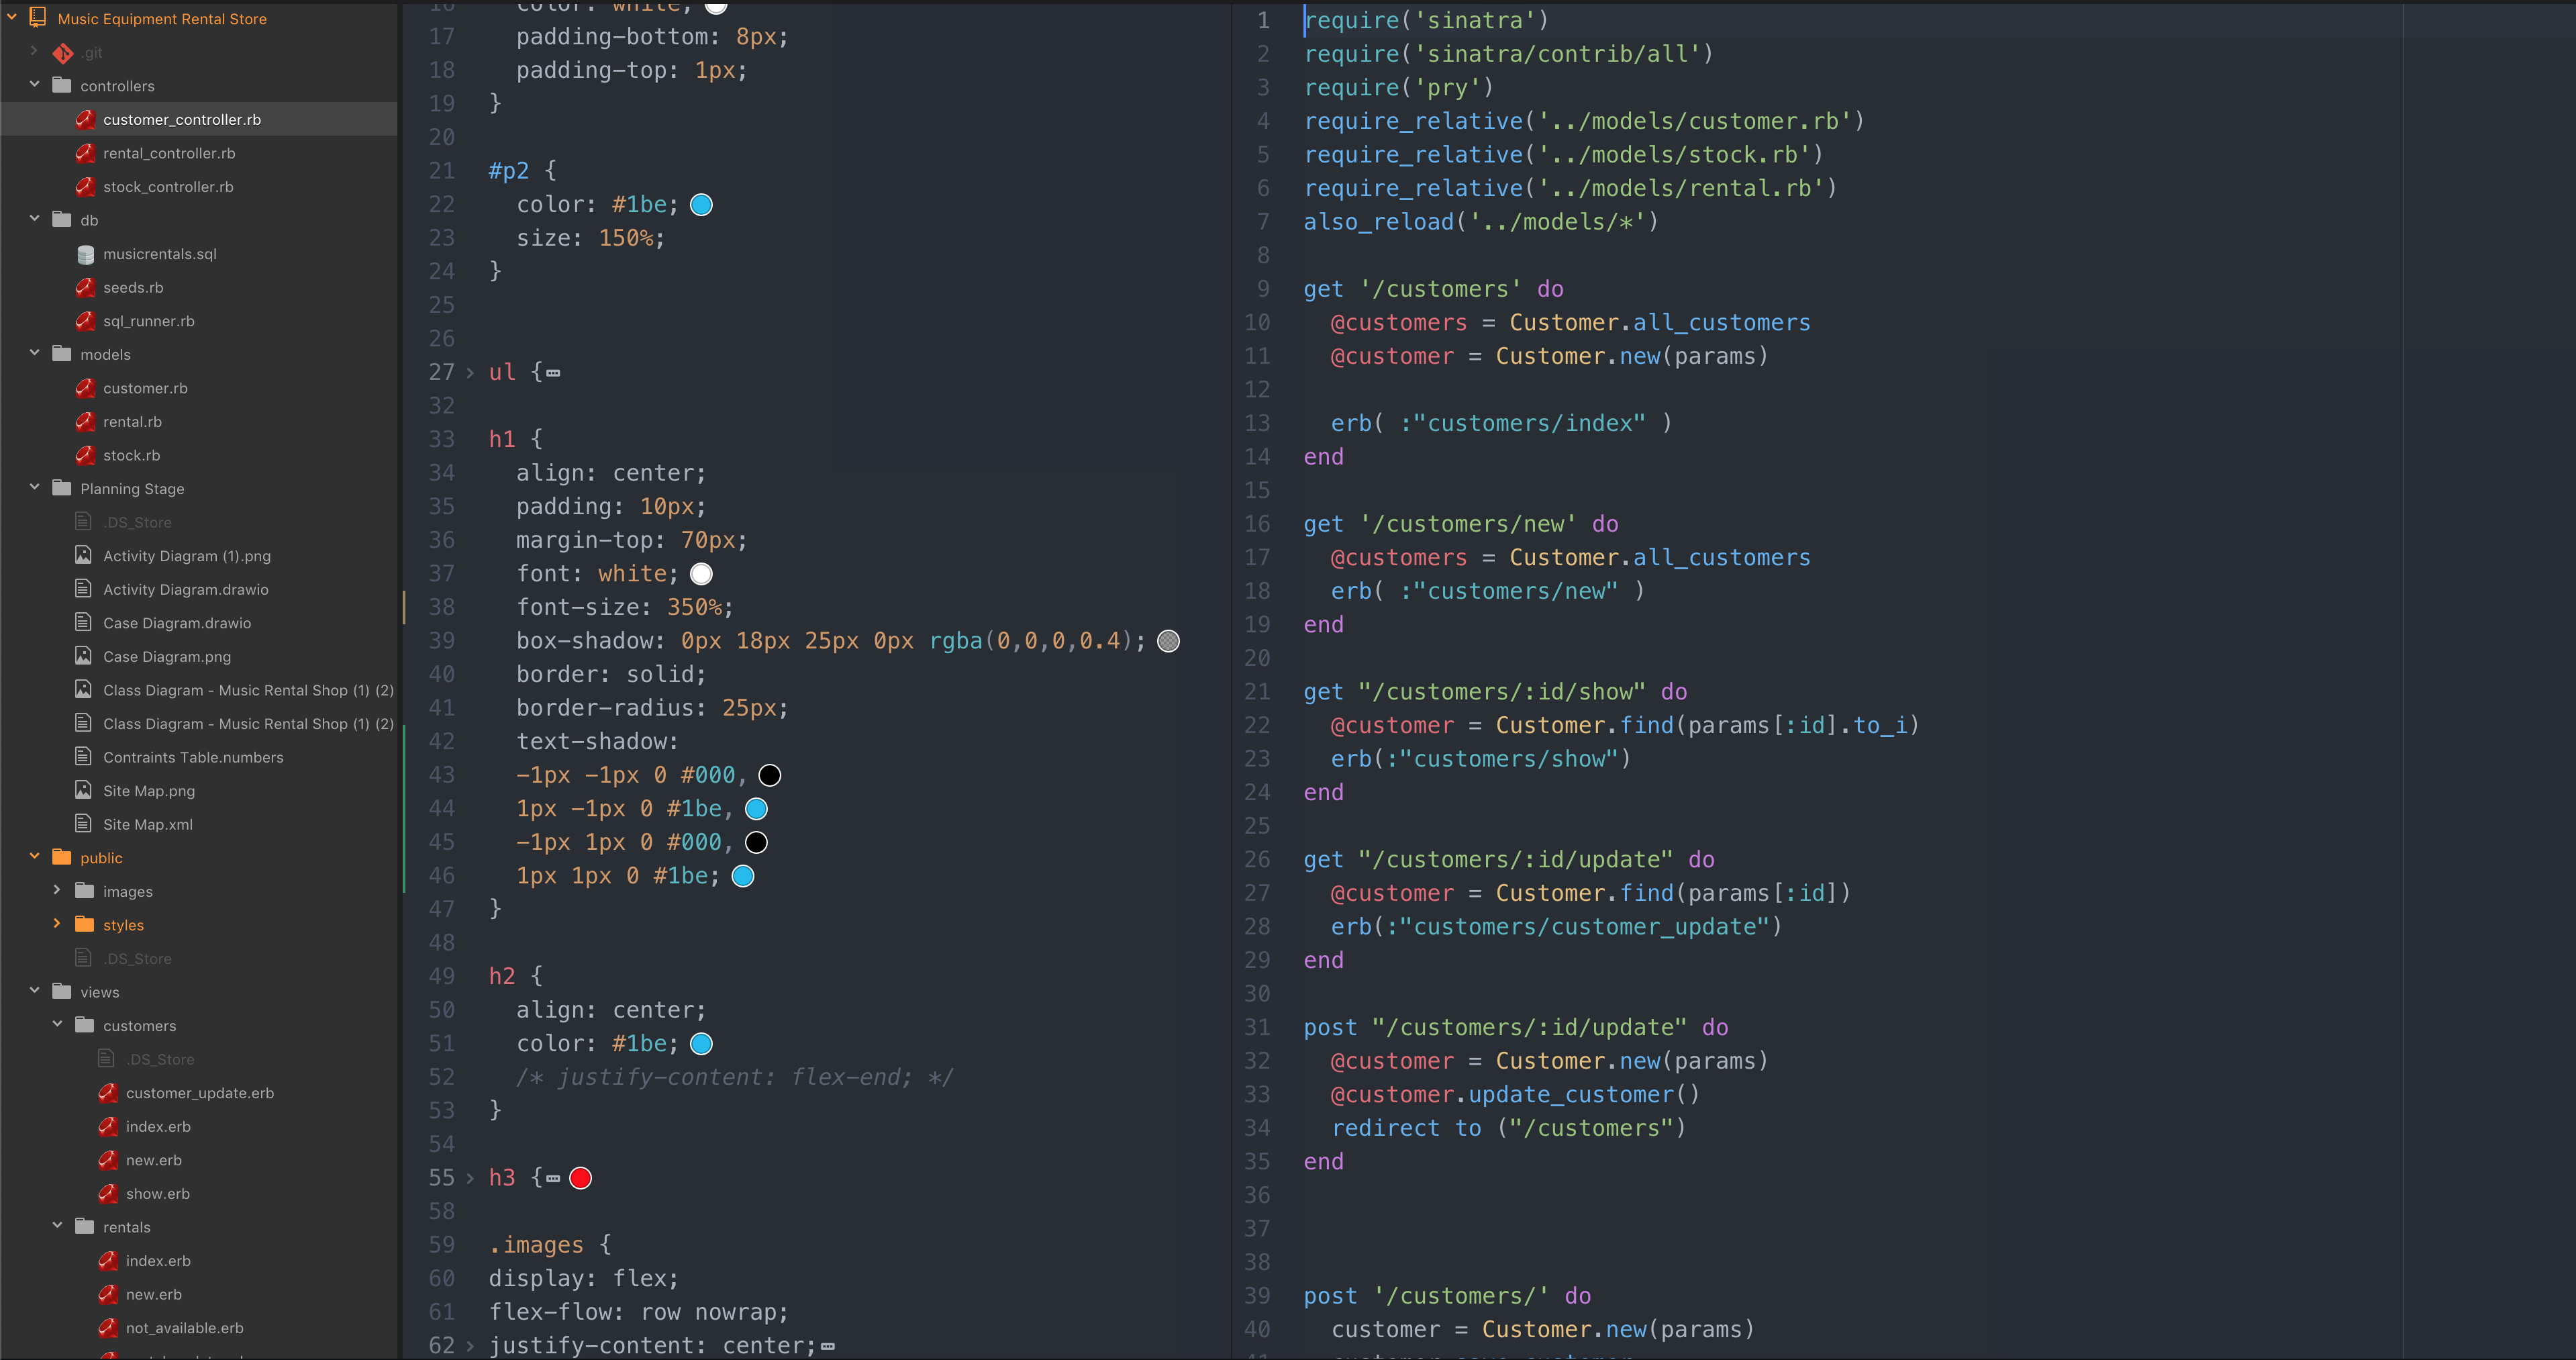 Music Equipment Rental Store
.git
controllers
customer_controller.rb
rental_controller.rb
stock_controller.rb
db
musicrentals.sql
seeds.rb
sql_runner.rb
models
customer.rb
rental.rb
stock.rb
Planning Stage
.DS_Store
Activity Diagram (1).png
Activity Diagram.drawio
Case Diagram.drawio
Case Diagram.png
Class Diagram - Music Rental Shop (1) (2)
Class Diagram - Music Rental Shop (1) (2)
Contraints Table.numbers
Site Map.png
Site Map.xml
public
images
styles
.DS_Store
views
customers
.DS_Store
customer_update.erb
index.erb
new.erb
show.erb
rentals
index.erb
new.erb
not_available.erb
16 color: white;
17 padding-bottom: 8px;
18 padding-top: 1px;
19 }
20
21 #p2 {
22 color: #1be;
23 size: 150%;
24 }
25
26
27 ul {
32
33 h1 {
34 align: center;
35 padding: 10px;
36 margin-top: 70px;
37 font: white;
38 font-size: 350%;
39 box-shadow: 0px 18px 25px 0px rgba(0,0,0,0.4);
40 border: solid;
41 border-radius: 25px;
42 text-shadow:
43 -1px -1px 0 #000,
44 1px -1px 0 #1be,
45 -1px 1px 0 #000,
46 1px 1px 0 #1be;
47 }
48
49 h2 {
50 align: center;
51 color: #1be;
52 /* justify-content: flex-end; */
53 }
54
55 h3 {
58
59 .images {
60 display: flex;
61 flex-flow: row nowrap;
62 justify-content: center;
1 require('sinatra')
2 require('sinatra/contrib/all')
3 require('pry')
4 require_relative('../models/customer.rb')
5 require_relative('../models/stock.rb')
6 require_relative('../models/rental.rb')
7 also_reload('../models/*')
8
9 get '/customers' do
10 @customers = Customer.all_customers
11 @customer = Customer.new(params)
12
13 erb( :"customers/index" )
14 end
15
16 get '/customers/new' do
17 @customers = Customer.all_customers
18 erb( :"customers/new" )
19 end
20
21 get "/customers/:id/show" do
22 @customer = Customer.find(params[:id].to_i)
23 erb(:"customers/show")
24 end
25
26 get "/customers/:id/update" do
27 @customer = Customer.find(params[:id])
28 erb(:"customers/customer_update")
29 end
30
31 post "/customers/:id/update" do
32 @customer = Customer.new(params)
33 @customer.update_customer()
34 redirect to ("/customers")
35 end
36
37
38
39 post '/customers/' do
40 customer = Customer.new(params)